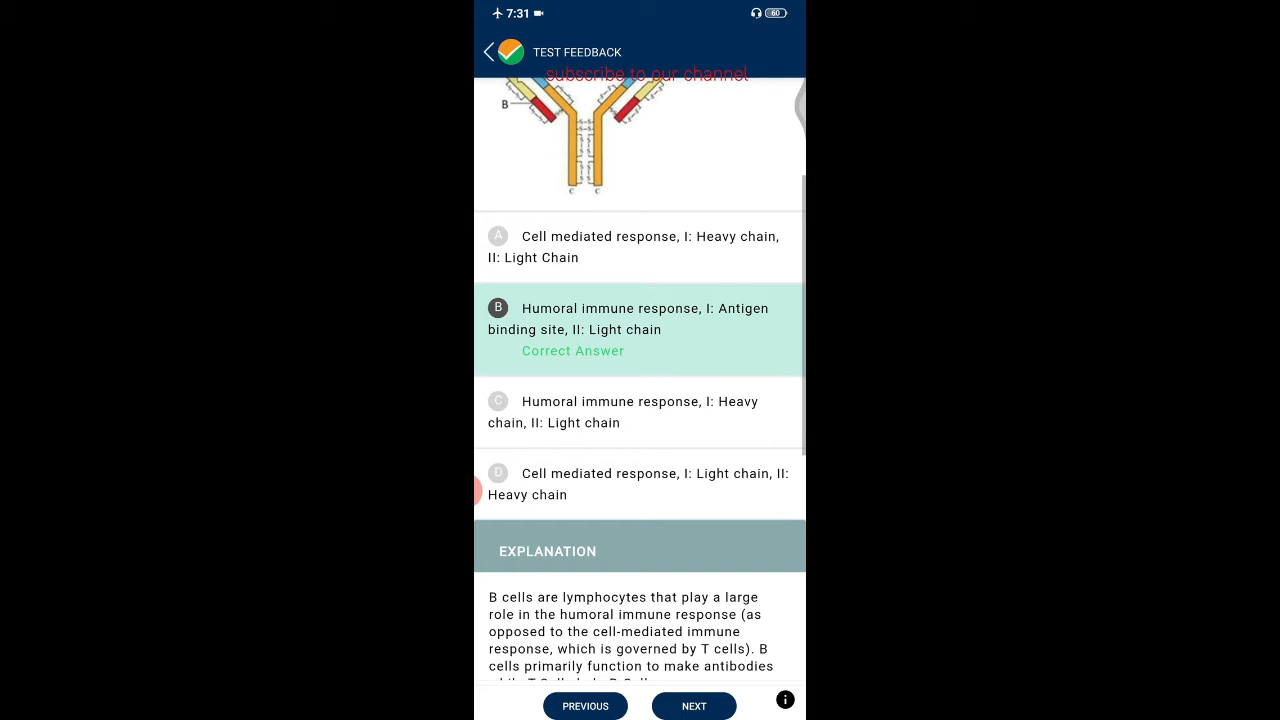 7:31
60
TEST FEEDBACK
subscribe to our channel
B
C C
A Cell mediated response, I: Heavy chain,
II: Light Chain
B Humoral immune response, I: Antigen
binding site, II: Light chain
Correct Answer
C Humoral immune response, I: Heavy
chain, II: Light chain
D Cell mediated response, I: Light chain, II:
Heavy chain
EXPLANATION
B cells are lymphocytes that play a large
role in the humoral immune response (as
opposed to the cell-mediated immune
response, which is governed by T cells). B
cells primarily function to make antibodies
PREVIOUS NEXT